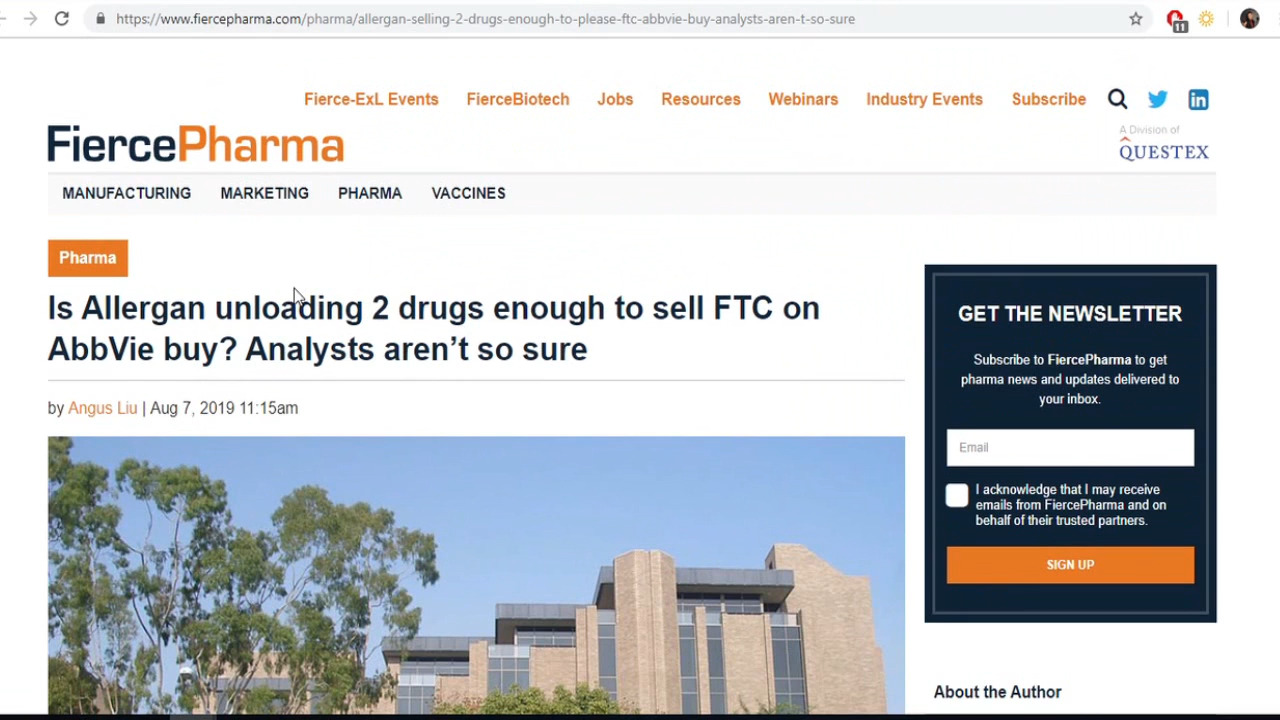 https://www.fiercepharma.com/pharma/allergan-selling-2-drugs-enough-to-please-ftc-abbvie-buy-analysts-aren-t-so-sure
11
Fierce-ExL Events FierceBiotech Jobs Resources Webinars Industry Events Subscribe
FiercePharma
A Division of
QUESTEX
MANUFACTURING MARKETING PHARMA VACCINES
Pharma
Is Allergan unloading 2 drugs enough to sell FTC on
AbbVie buy? Analysts aren’t so sure
by Angus Liu | Aug 7, 2019 11:15am
GET THE NEWSLETTER
Subscribe to FiercePharma to get
pharma news and updates delivered to
your inbox.
Email
I acknowledge that I may receive
emails from FiercePharma and on
behalf of their trusted partners.
SIGN UP
About the Author